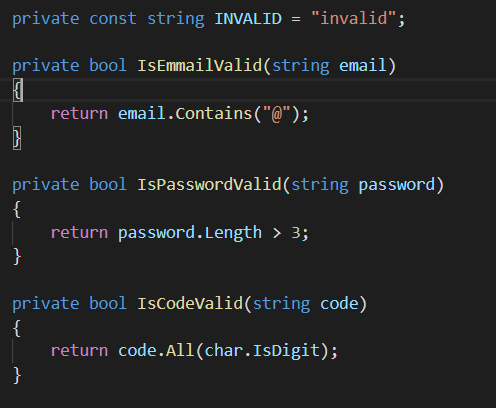 private const string INVALID = "invalid";
private bool IsEmmailValid(string email)
{
return email.Contains("@");
}
private bool IsPasswordValid(string password)
{
return password.Length > 3;
}
private bool IsCodeValid(string code)
{
return code.All(char.IsDigit);
}